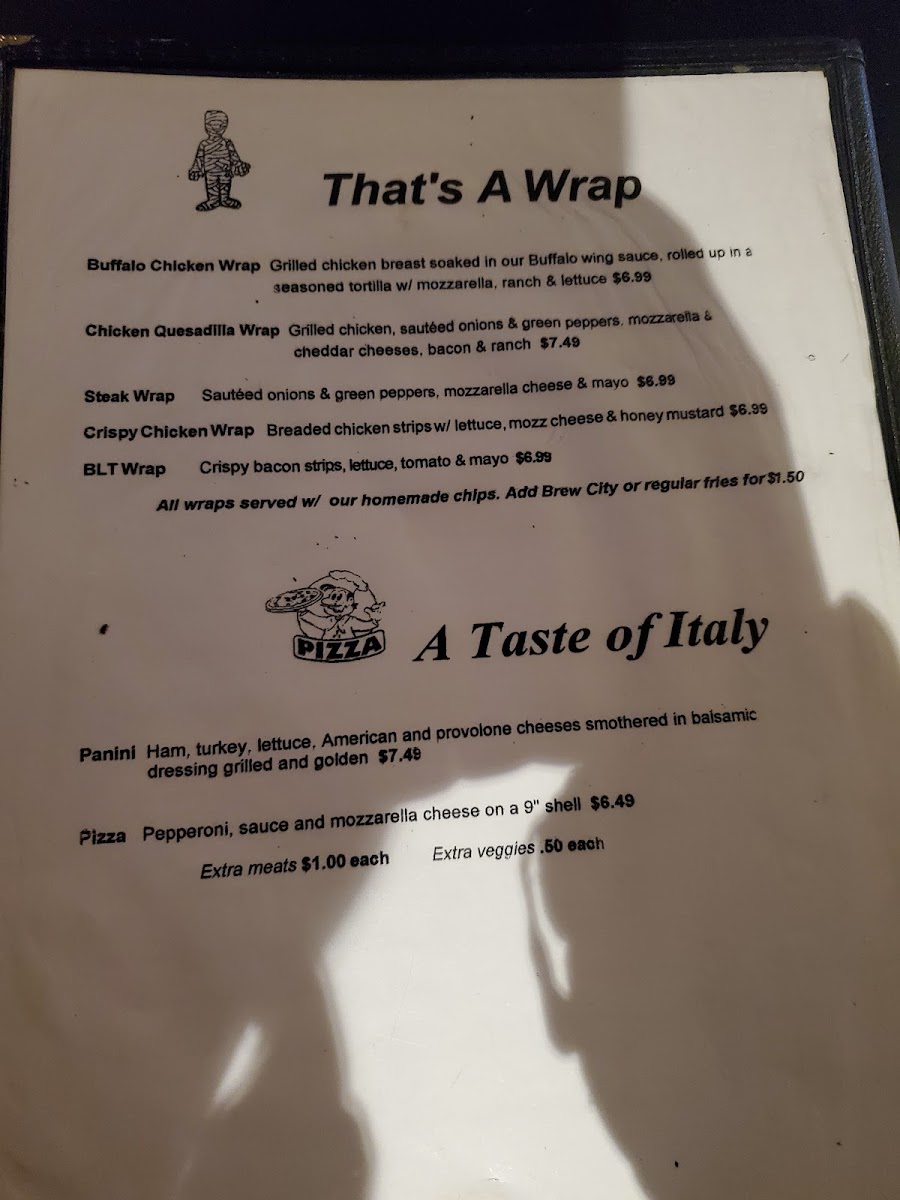 That's A Wrap
Buffalo Chicken Wrap Grilled chicken breast soaked in our Buffalo wing sauce, rolled up in a
seasoned tortilla w/ mozzarella, ranch & lettuce $6.99
Chicken Quesadilla Wrap Grilled chicken, sautéed onions & green peppers, mozzarella &
cheddar cheeses, bacon & ranch $7.49
Steak Wrap Sautéed onions & green peppers, mozzarella cheese & mayo $6.99
Crispy Chicken Wrap Breaded chicken strips w/ lettuce, mozz cheese & honey mustard $6.99
BLT Wrap Crispy bacon strips, lettuce, tomato & mayo $6.99
All wraps served w/ our homemade chips. Add Brew City or regular fries for $1.50
PIZZA
A Taste of Italy
Panini Ham, turkey, lettuce, American and provolone cheeses smothered in balsamic
dressing grilled and golden $7.49
Pizza Pepperoni, sauce and mozzarella cheese on a 9" shell $6.49
Extra meats $1.00 each Extra veggies .50 each